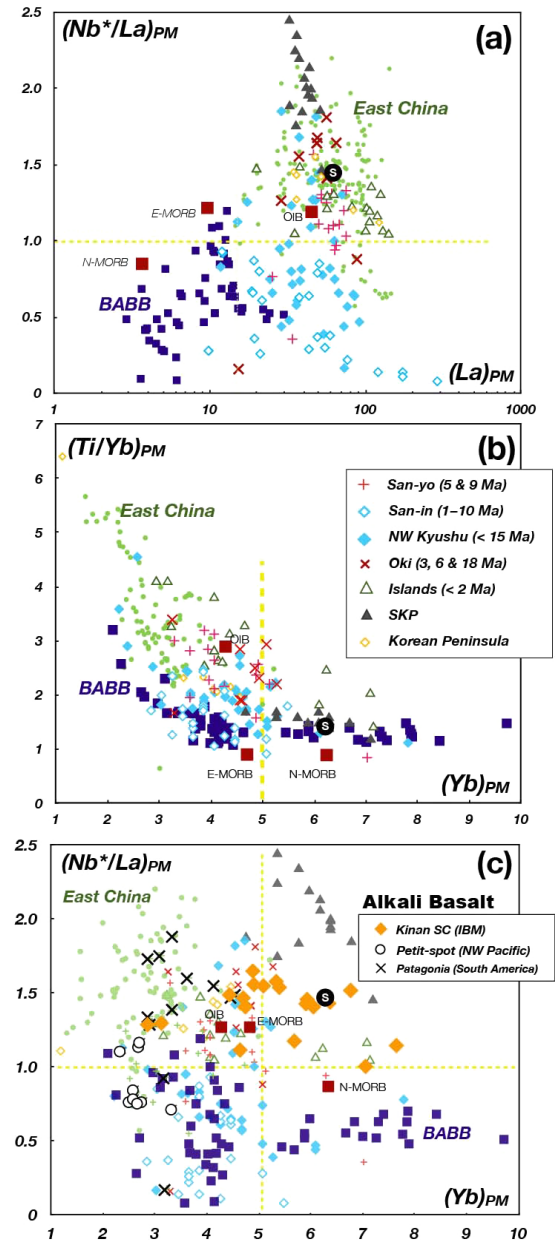 (Nb*/La)PM
(a)
2.5
2.0
1.5
1.0
0.5
0
East China
S
E-MORB
OIB
N-MORB
BABB
(La)PM
1 10 100 1000
(Ti/Yb)PM
(b)
7
6
5
4
3
2
1
0
East China
San-yo (5 & 9 Ma)
San-in (1–10 Ma)
NW Kyushu (< 15 Ma)
Oki (3, 6 & 18 Ma)
Islands (< 2 Ma)
SKP
Korean Peninsula
OIB
BABB
S
E-MORB
N-MORB
(Yb)PM
1 2 3 4 5 6 7 8 9 10
(Nb*/La)PM
(c)
2.5
2.0
1.5
1.0
0.5
0
East China
Alkali Basalt
Kinan SC (IBM)
Petit-spot (NW Pacific)
Patagonia (South America)
S
OIB
E-MORB
N-MORB
BABB
(Yb)PM
1 2 3 4 5 6 7 8 9 10